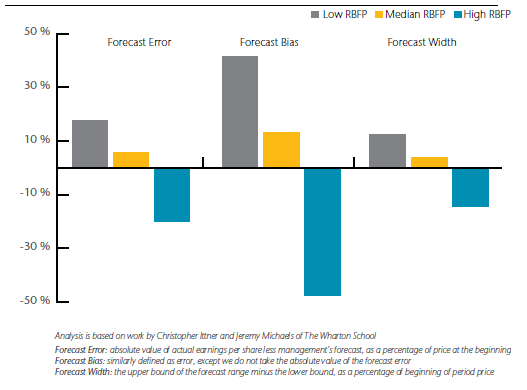 Low RBFP Median RBFP High RBFP
50 %
Forecast Error Forecast Bias Forecast Width
30 %
10 %
-10 %
-30 %
-50 %
Analysis is based on work by Christopher Ittner and Jeremy Michaels of The Wharton School
Forecast Error: absolute value of actual earnings per share less management's forecast, as a percentage of price at the beginning
Forecast Bias: similarly defined as error, except we do not take the absolute value of the forecast error
Forecast Width: the upper bound of the forecast range minus the lower bound, as a percentage of beginning of period price